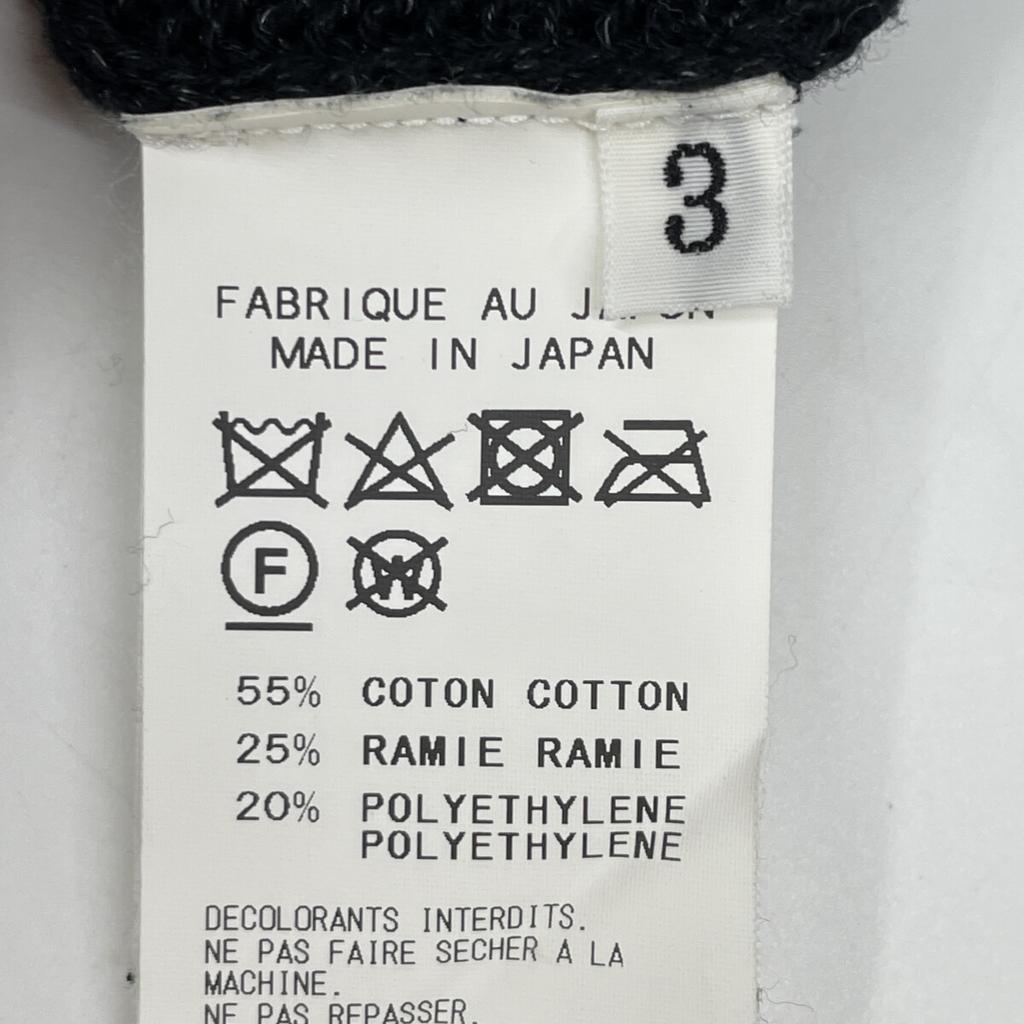 3
FABRIQUE AU
MADE IN JAPAN
F
W
55% COTON COTTON
25% RAMIE RAMIE
20% POLYETHYLENE
POLYETHYLENE
DECOLORANTS INTERDITS.
NE PAS FAIRE SECHER A LA
MACHINE.
NE PAS REPASSER.